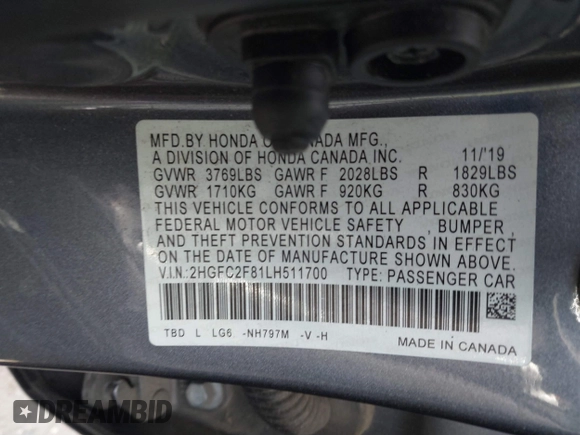 MFD.BY HONDA CANADA MFG.,
A DIVISION OF HONDA CANADA INC. 11/'19
GVWR 3769LBS GAWR F 2028LBS R 1829LBS
GVWR 1710KG GAWR F 920KG R 830KG
THIS VEHICLE CONFORMS TO ALL APPLICABLE
FEDERAL MOTOR VEHICLE SAFETY , BUMPER ,
AND THEFT PREVENTION STANDARDS IN EFFECT
ON THE DATE OF MANUFACTURE SHOWN ABOVE.
V.I.N.:2HGFC2F81LH511700 TYPE: PASSENGER CAR
TBD L LG6 -NH797M -V -H
MADE IN CANADA
DREAMBID